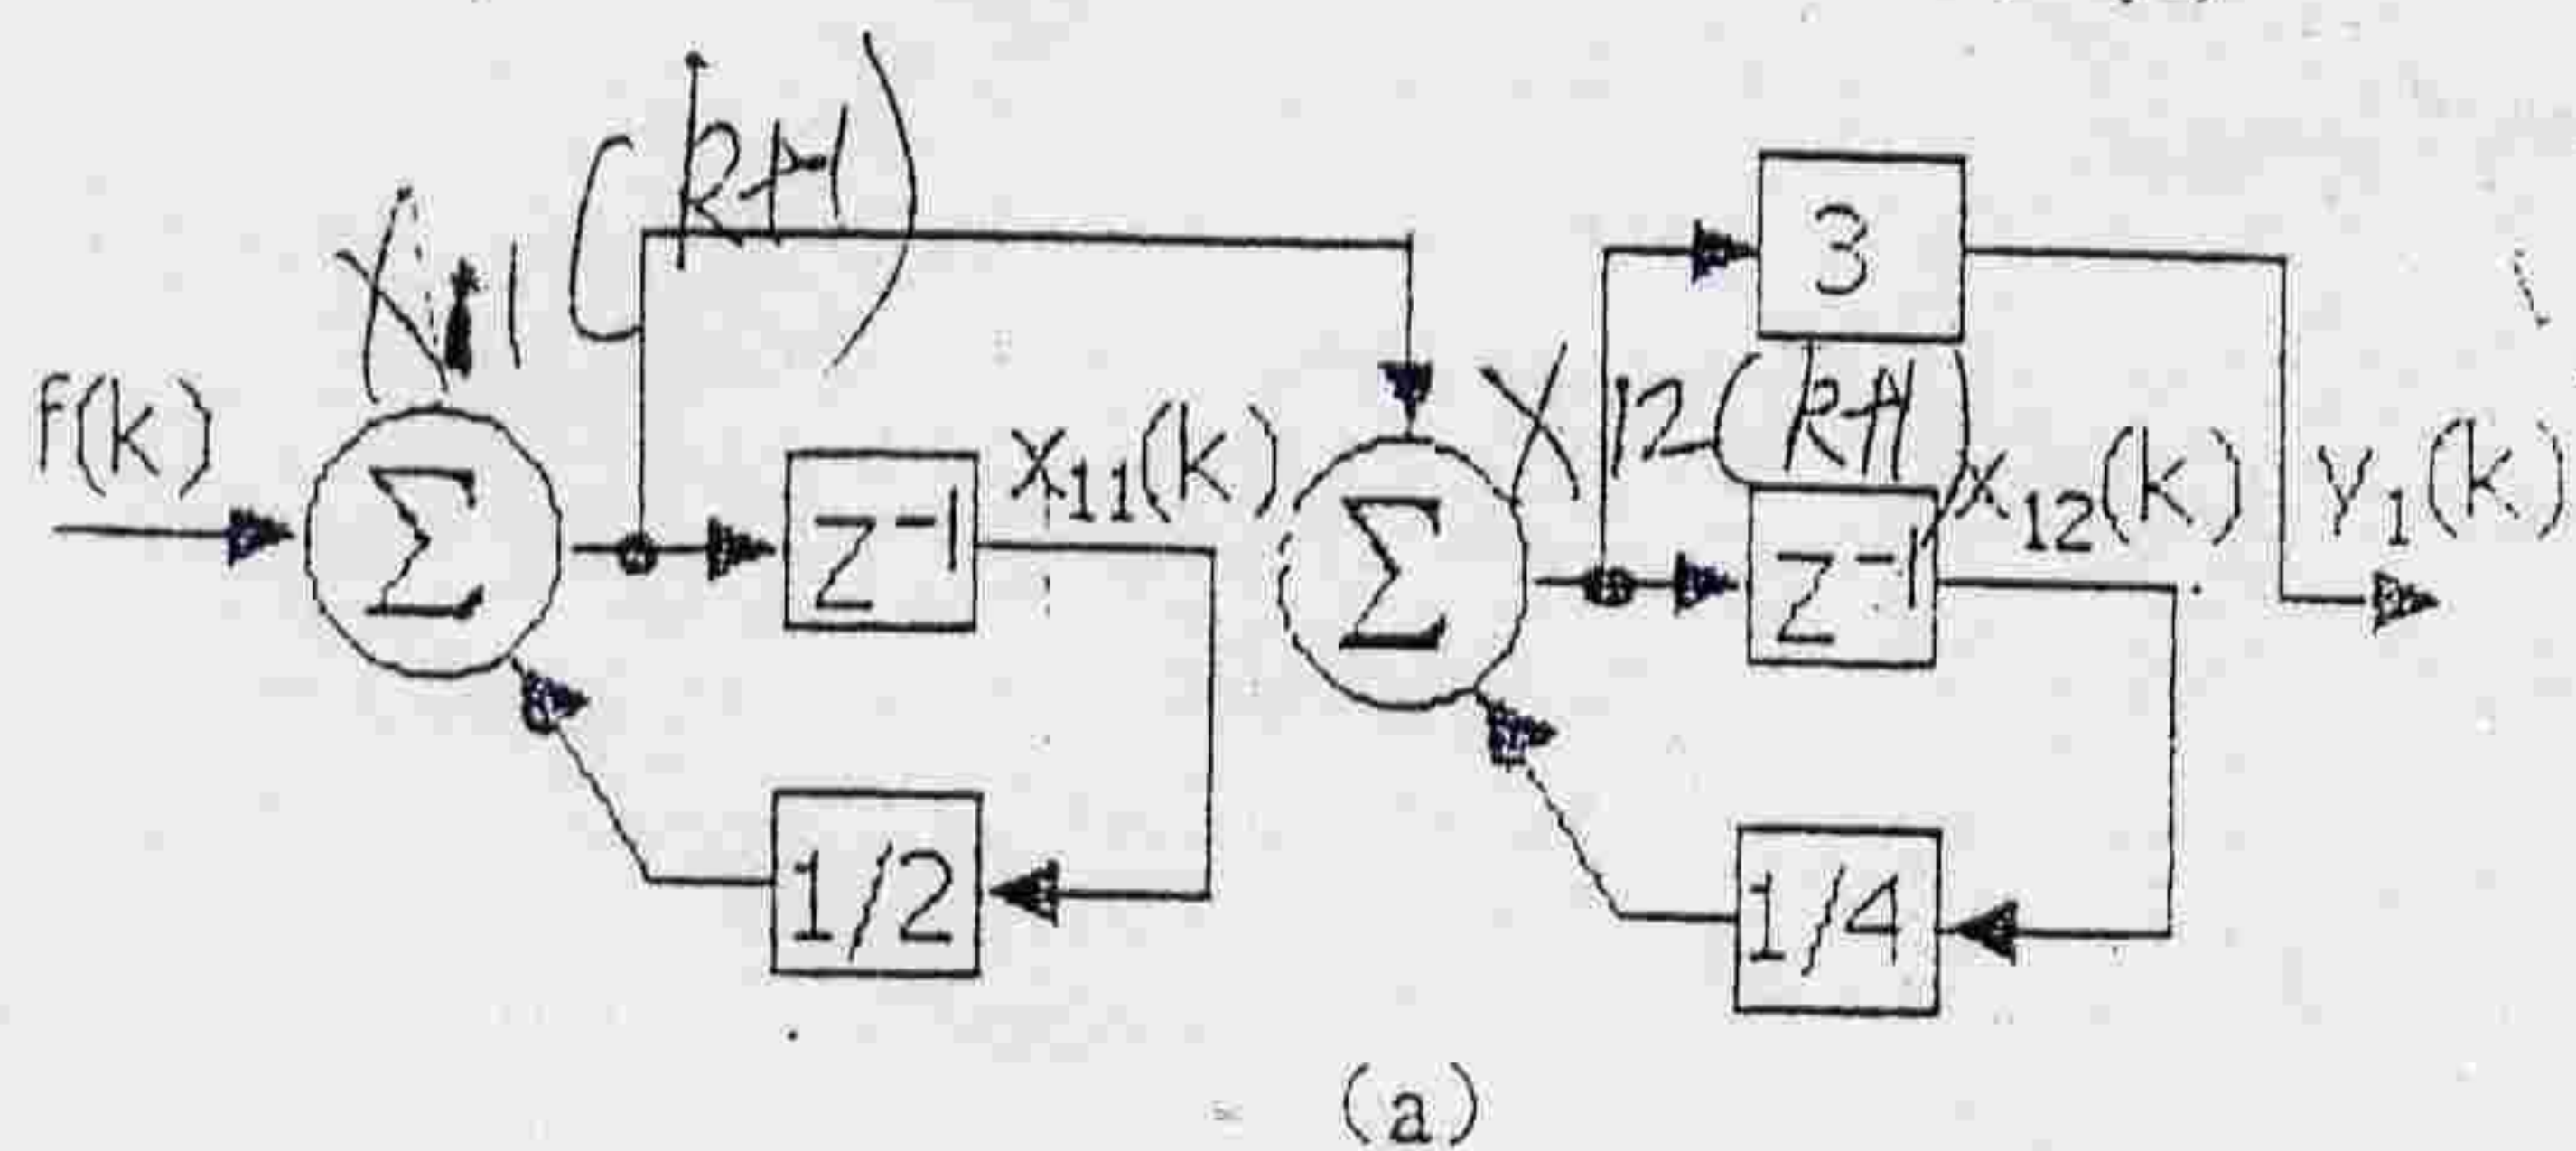 x11(k+1)
3
f(k)
x12(k+1)
Σ
z⁻¹
x₁₁(k)
Σ
z⁻¹
x₁₂(k)
y₁(k)
1/2
1/4
(a)